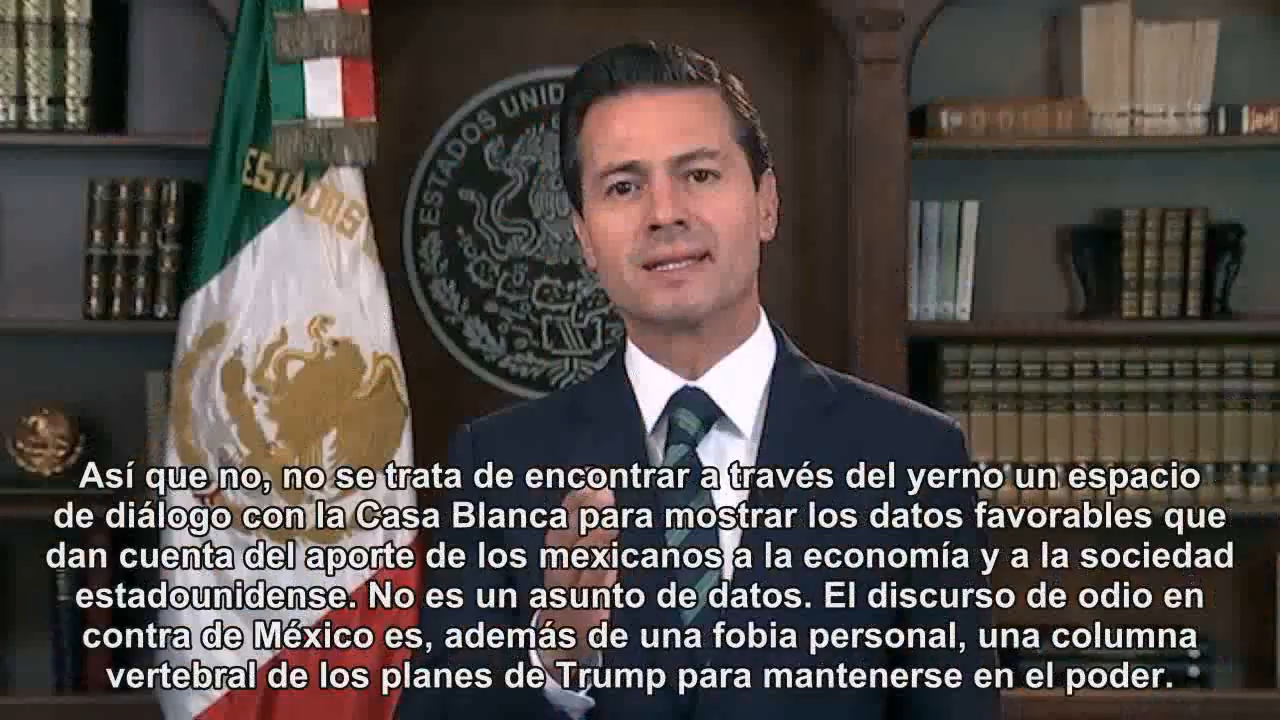 ESTADOS UNID
ESTADOS
Así que no, no se trata de encontrar a través del yerno un espacio
de diálogo con la Casa Blanca para mostrar los datos favorables que
dan cuenta del aporte de los mexicanos a la economía y a la sociedad
estadounidense. No es un asunto de datos. El discurso de odio en
contra de México es, además de una fobia personal, una columna
vertebral de los planes de Trump para mantenerse en el poder.